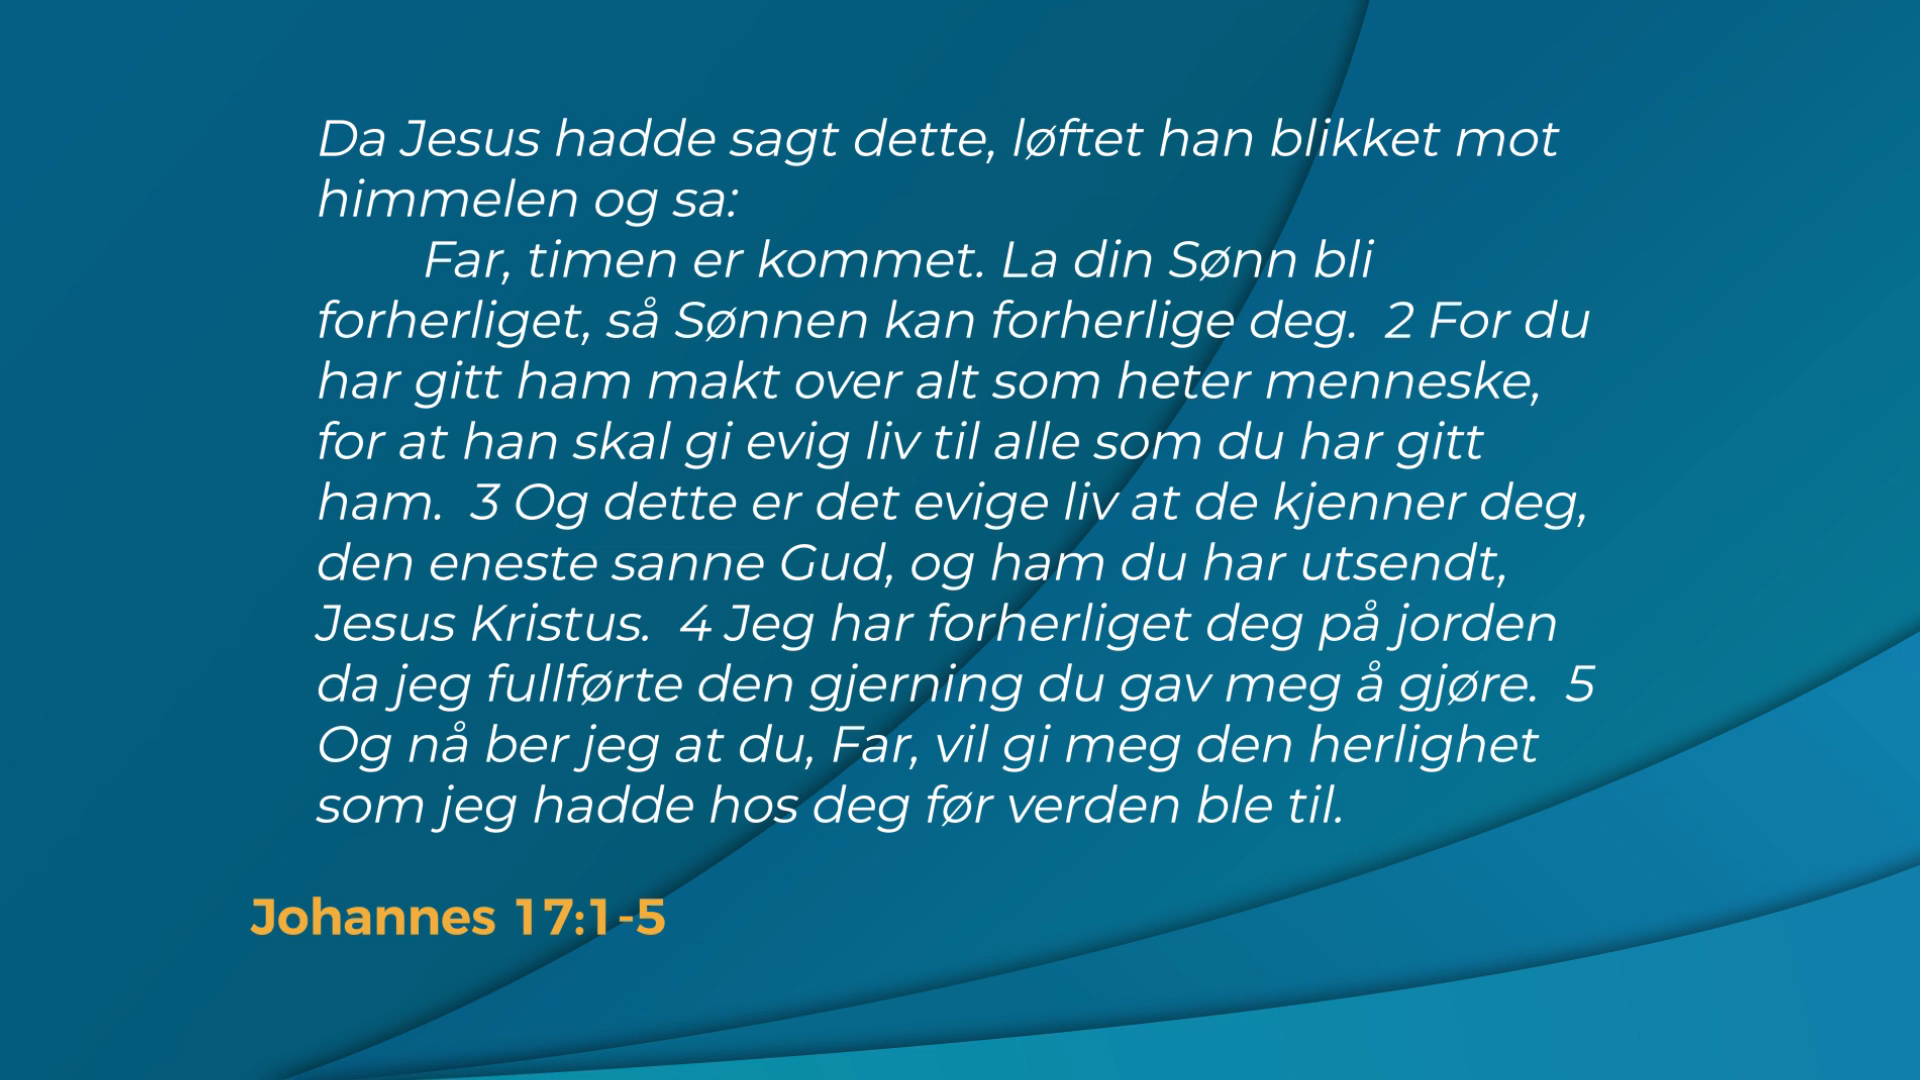 Da Jesus hadde sagt dette, løftet han blikket mot
himmelen og sa:
Far, timen er kommet. La din Sønn bli
forherliget, så Sønnen kan forherlige deg.  2 For du
har gitt ham makt over alt som heter menneske,
for at han skal gi evig liv til alle som du har gitt
ham.  3 Og dette er det evige liv at de kjenner deg,
den eneste sanne Gud, og ham du har utsendt,
Jesus Kristus.  4 Jeg har forherliget deg på jorden
da jeg fullførte den gjerning du gav meg å gjøre.  5
Og nå ber jeg at du, Far, vil gi meg den herlighet
som jeg hadde hos deg før verden ble til.
Johannes 17:1-5